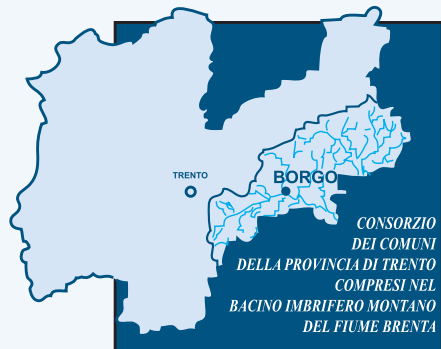 TRENTO
BORGO
CONSORZIO
DEI COMUNI
DELLA PROVINCIA DI TRENTO
COMPRESI NEL
BACINO IMBRIFERO MONTANO
DEL FIUME BRENTA